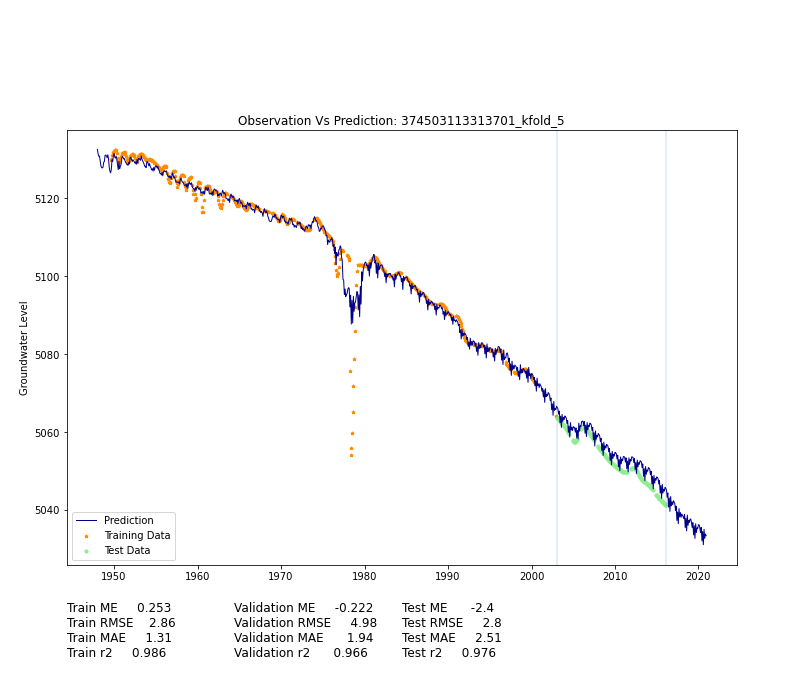 Observation Vs Prediction: 374503113313701_kfold_5
Groundwater Level
5120
5100
5080
5060
5040
Prediction
Training Data
Test Data
1950 1960 1970 1980 1990 2000 2010 2020
Train ME 0.253 Validation ME -0.222 Test ME -2.4
Train RMSE 2.86 Validation RMSE 4.98 Test RMSE 2.8
Train MAE 1.31 Validation MAE 1.94 Test MAE 2.51
Train r2 0.986 Validation r2 0.966 Test r2 0.976